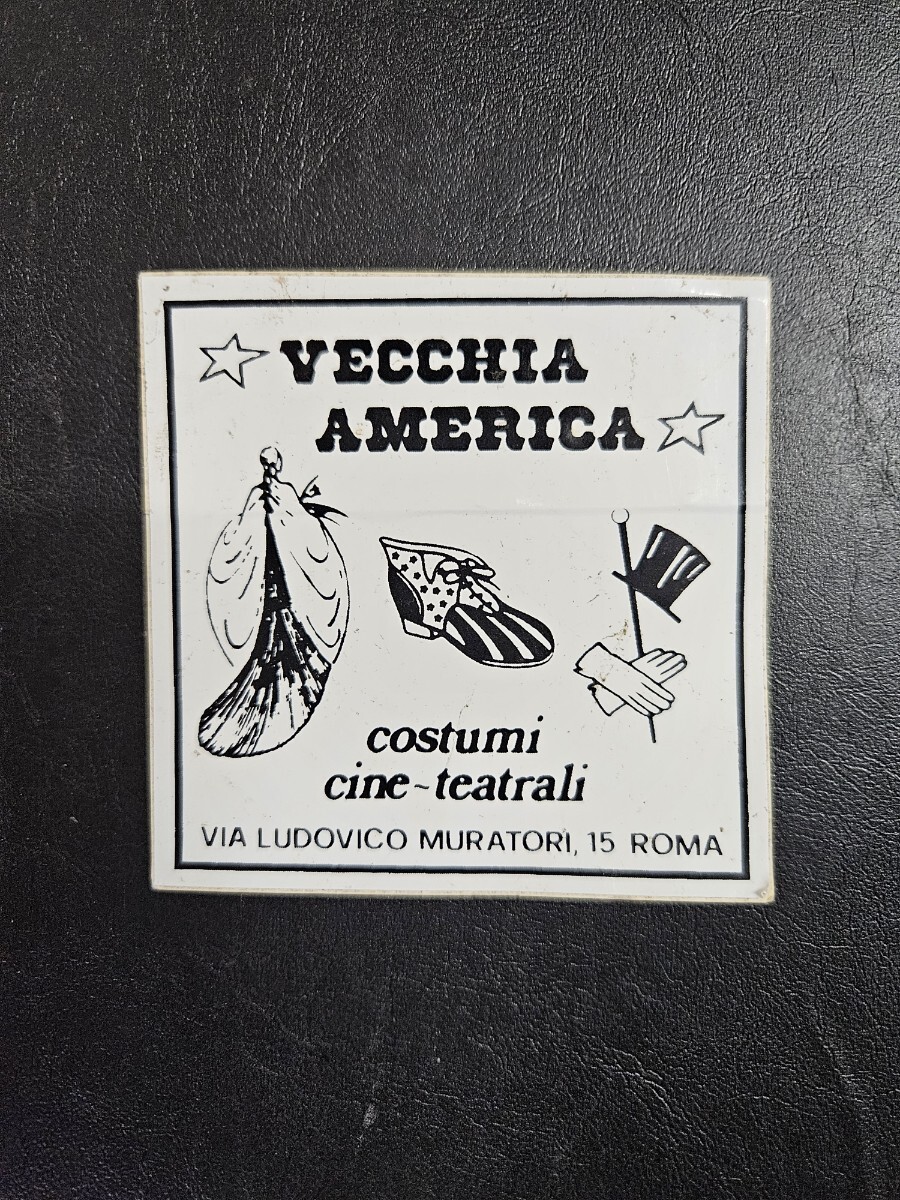 VECCHIA
AMERICA
costumi
cine-teatrali
VIA LUDOVICO MURATORI, 15 ROMA